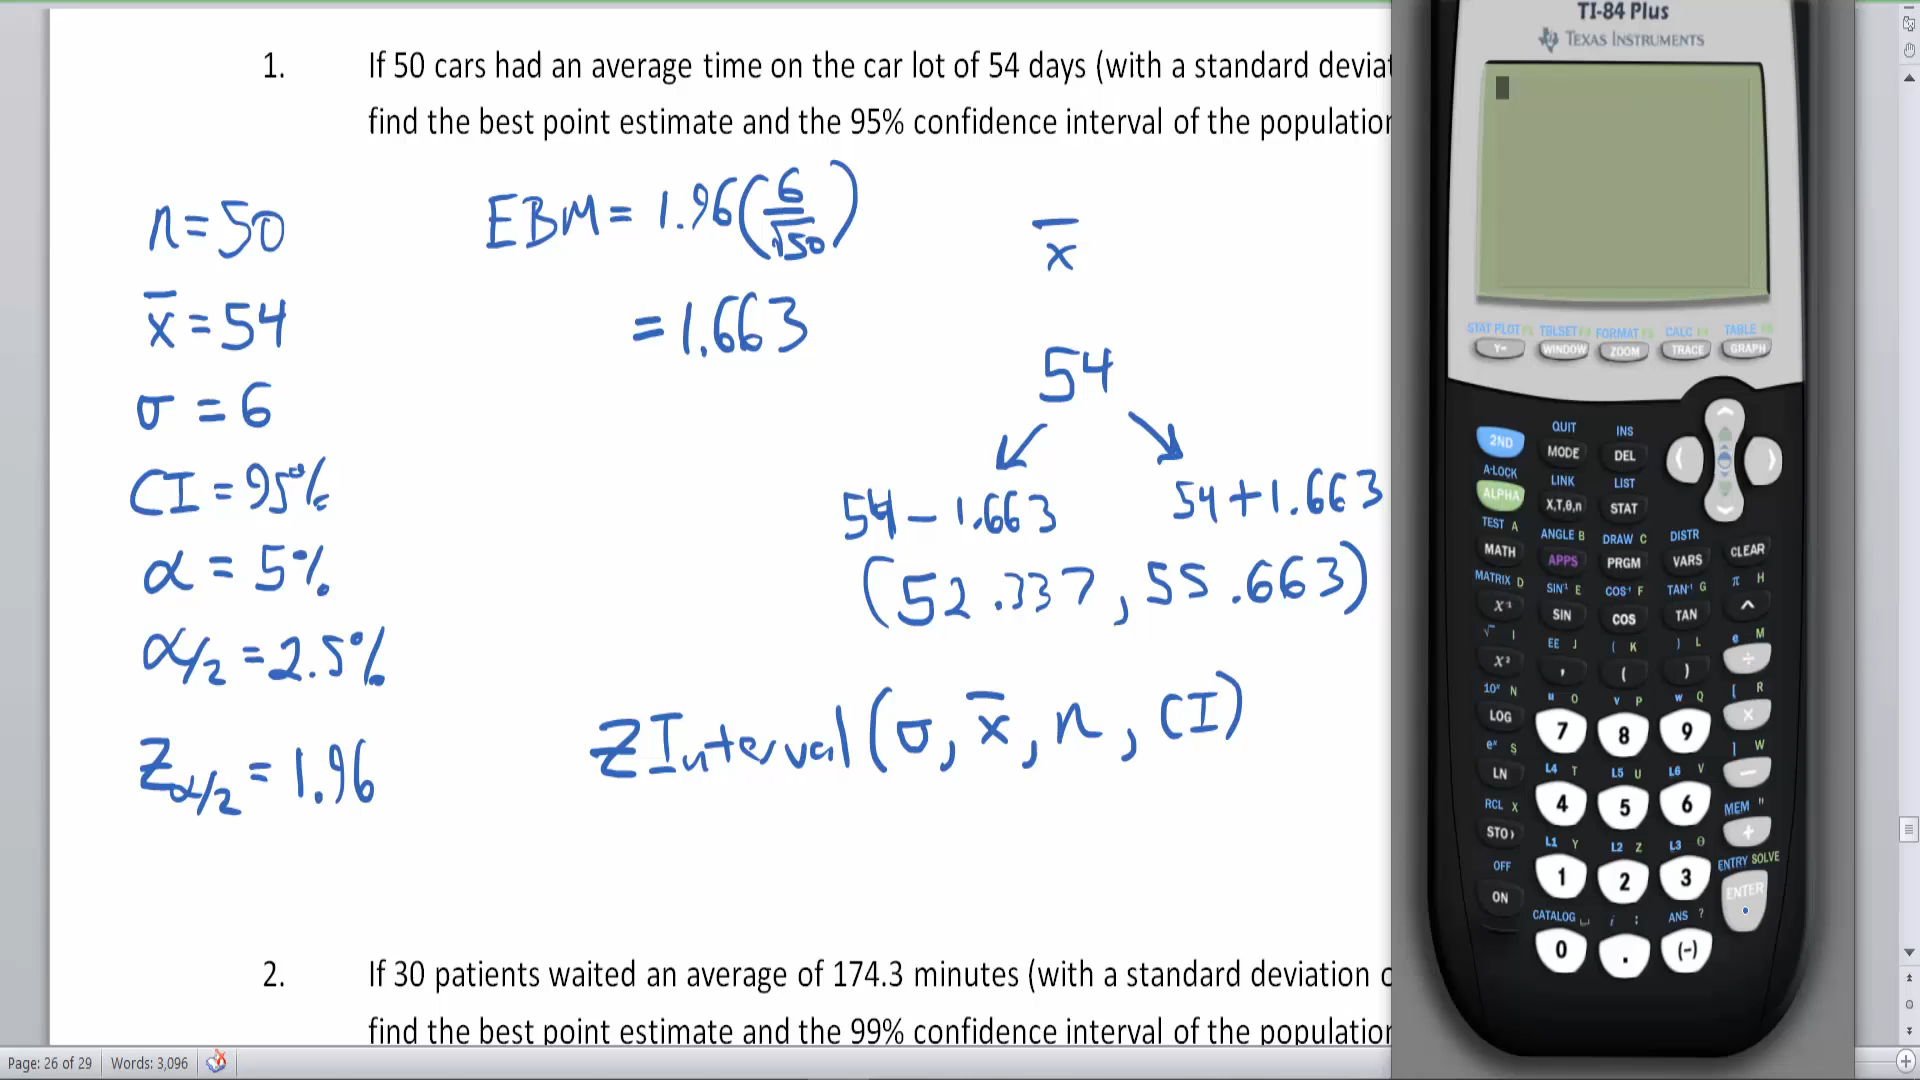 1. If 50 cars had an average time on the car lot of 54 days (with a standard deviat
find the best point estimate and the 95% confidence interval of the population
n = 50
x̄ = 54
σ = 6
CI = 95%
α = 5%
α/2 = 2.5%
Z α/2 = 1.96
EBM = 1.96(6/√50)
= 1.663
x̄
54
54 − 1.663 54 + 1.663
(52.337, 55.663)
ZInterval(σ, x̄, n, CI)
2. If 30 patients waited an average of 174.3 minutes (with a standard deviation o
find the best point estimate and the 99% confidence interval of the population
Page: 26 of 29 Words: 3,096
TI-84 Plus
TEXAS INSTRUMENTS
STAT PLOT F1 TBLSET F2 FORMAT F3 CALC F4 TABLE F5
Y= WINDOW ZOOM TRACE GRAPH
QUIT INS
2ND MODE DEL
A-LOCK LINK LIST
ALPHA X,T,θ,n STAT
TEST A ANGLE B DRAW C DISTR
MATH APPS PRGM VARS CLEAR
MATRIX D SIN⁻¹ E COS⁻¹ F TAN⁻¹ G π H
X⁻¹ SIN COS TAN ^
√ I EE J { K } L e M
X² , ( ) ÷
10ˣ N u O v P w Q [ R
LOG 7 8 9 ×
eˣ S L4 T L5 U L6 V ] W
LN 4 5 6 −
RCL X L1 Y L2 Z L3 θ MEM "
STO› 1 2 3 +
OFF CATALOG ⎵ i : ANS ? ENTRY SOLVE
ON 0 . (-) ENTER